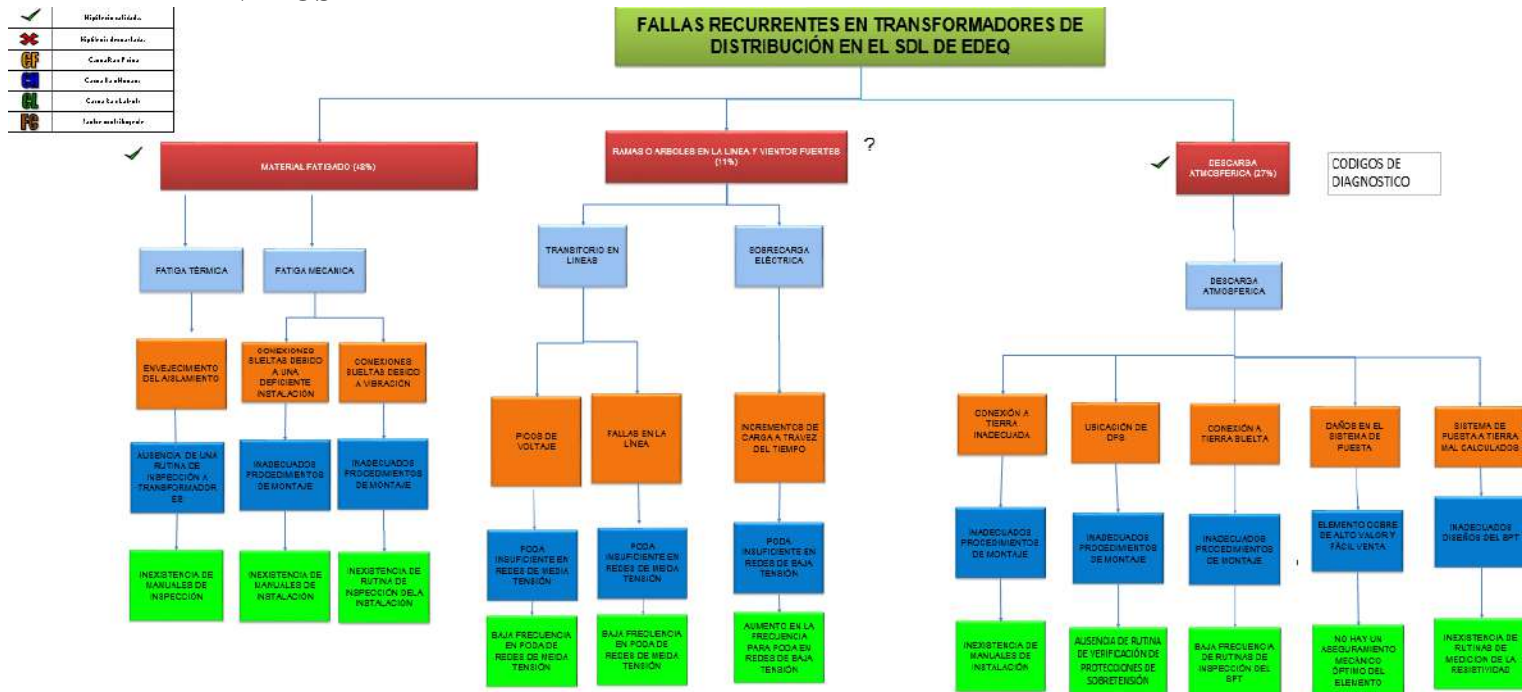 FALLAS RECURRENTES EN TRANSFORMADORES DE
DISTRIBUCIÓN EN EL SDL DE EDEQ
CF
CH
CL
FC
MATERIAL FATIGADO (48%)
RAMAS O ARBOLES EN LA LINEA Y VIENTOS FUERTES
(11%)
?
DESCARGA
ATMOSFERICA (27%)
CODIGOS DE
DIAGNOSTICO
FATIGA TÉRMICA
FATIGA MECANICA
TRANSITORIO EN
LINEAS
SOBRECARGA
ELÉCTRICA
DESCARGA
ATMOSFERICA
ENVEJECIMIENTO
DEL AISLAMIENTO
CONEXIONES
SUELTAS DEBIDO
A UNA
DEFICIENTE
INSTALACIÓN
CONEXIONES
SUELTAS DEBIDO
A VIBRACIÓN
PICOS DE
VOLTAJE
FALLAS EN LA
LÍNEA
INCREMENTOS DE
CARGA A TRAVEZ
DEL TIEMPO
CONEXIÓN A
TIERRA
INADECUADA
UBICACIÓN DE
DPS
CONEXIÓN A
TIERRA SUELTA
DAÑOS EN EL
SISTEMA DE
PUESTA
SISTEMA DE
PUESTA A TIERRA
MAL CALCULADOS
AUSENCIA DE UNA
RUTINA DE
INSPECCIÓN A
TRANSFORMADOR
ES
INADECUADOS
PROCEDIMIENTOS
DE MONTAJE
INADECUADOS
PROCEDIMIENTOS
DE MONTAJE
PODA
INSUFICIENTE EN
REDES DE MEDIA
TENSIÓN
PODA
INSUFICIENTE EN
REDES DE MEIDA
TENSIÓN
PODA
INSUFICIENTE EN
REDES DE BAJA
TENSIÓN
INADECUADOS
PROCEDIMIENTOS
DE MONTAJE
INADECUADOS
PROCEDIMIENTOS
DE MONTAJE
INADECUADOS
PROCEDIMIENTOS
DE MONTAJE
ELEMENTO COBRE
DE ALTO VALOR Y
FÁCIL VENTA
INADECUADOS
DISEÑOS DEL SPT
INEXISTENCIA DE
MANUALES DE
INSPECCIÓN
INEXISTENCIA DE
MANUALES DE
INSTALACIÓN
INEXISTENCIA DE
RUTINA DE
INSPECCIÓN DELA
INSTALACIÓN
BAJA FRECUENCIA
EN PODA DE
REDES DE MEIDA
TENSIÓN
BAJA FRECUENCIA
EN PODA DE
REDES DE MEIDA
TENSIÓN
AUMENTO EN LA
FRECUENCIA
PARA PODA EN
REDES DE BAJA
TENSIÓN
INEXISTENCIA DE
MANUALES DE
INSTALACIÓN
AUSENCIA DE RUTINA
DE VERIFICACIÓN DE
PROTECCIONES DE
SOBRETENSIÓN
BAJA FRECUENCIA
DE RUTINAS DE
INSPECCIÓN DEL
SPT
NO HAY UN
ASEGURAMIENTO
MECÁNICO
ÓPTIMO DEL
ELEMENTO
INEXISTENCIA DE
RUTINAS DE
MEDICION DE LA
RESISTIVIDAD